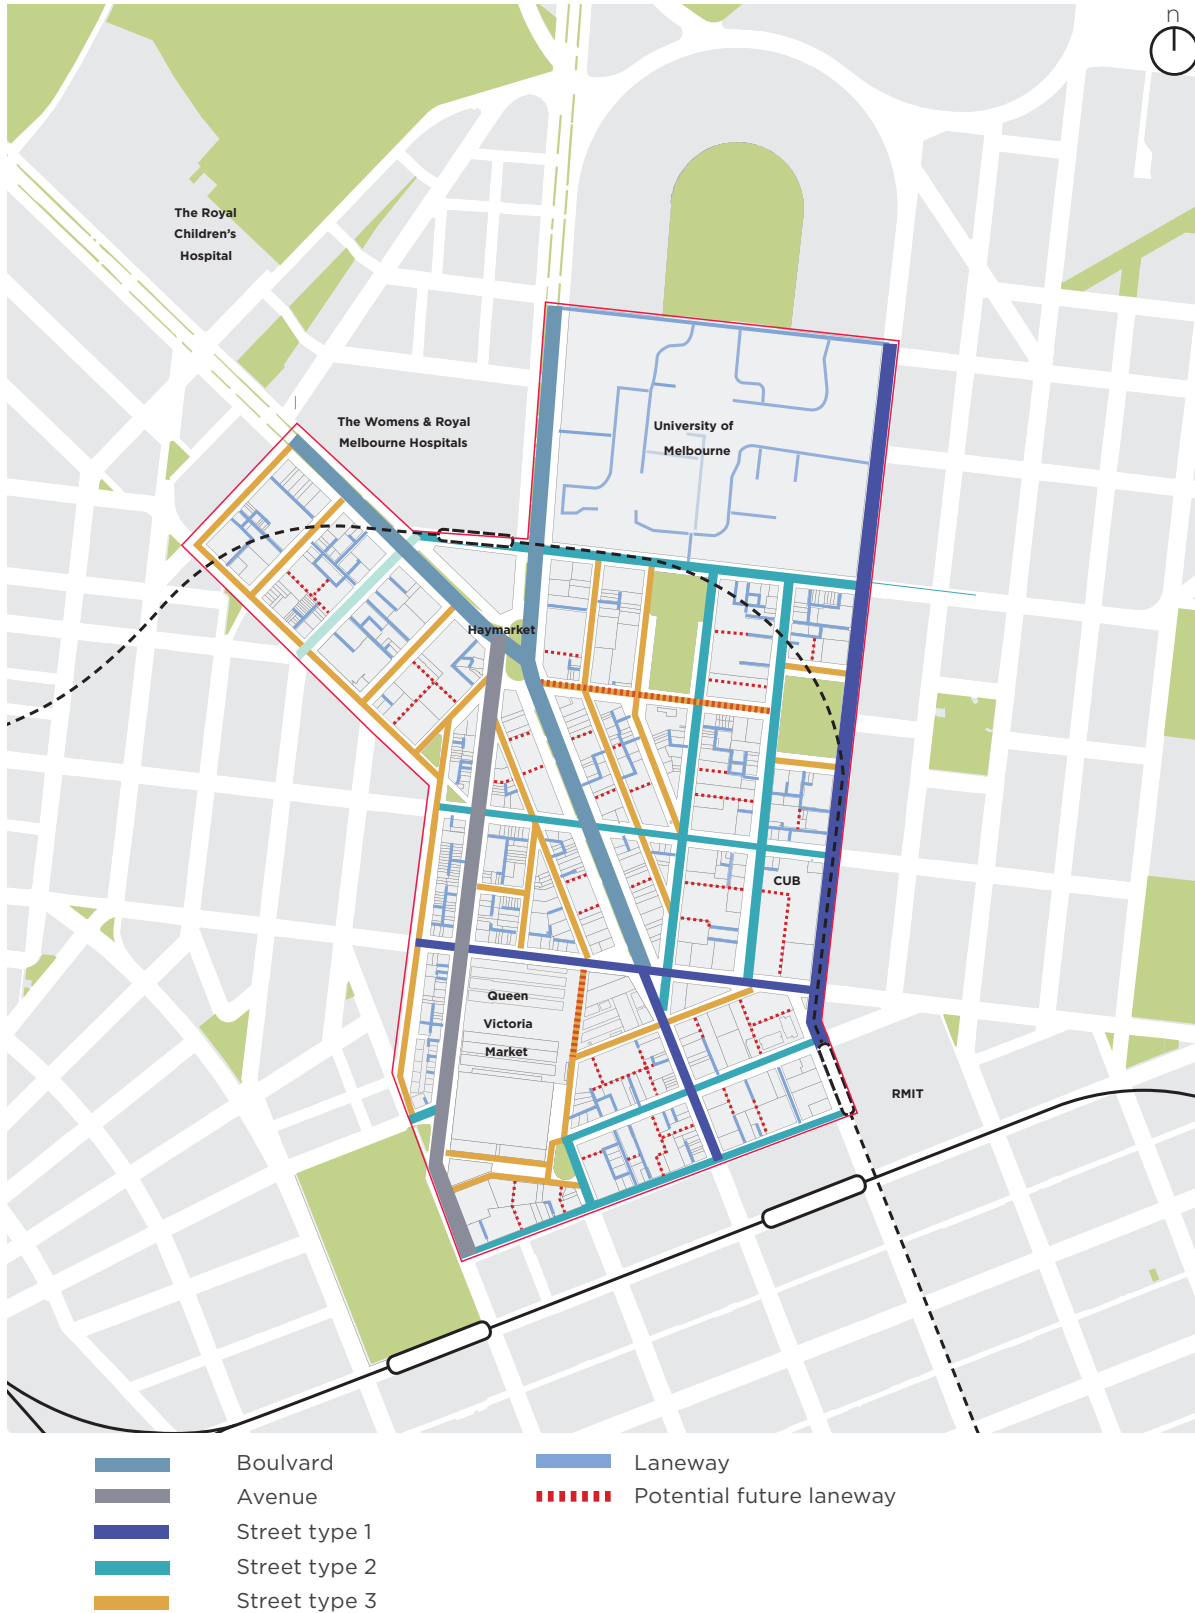 n
The Royal
Children's
Hospital
The Womens & Royal
Melbourne Hospitals
University of
Melbourne
Haymarket
CUB
Queen
Victoria
Market
RMIT
Boulvard
Avenue
Street type 1
Street type 2
Street type 3
Laneway
Potential future laneway